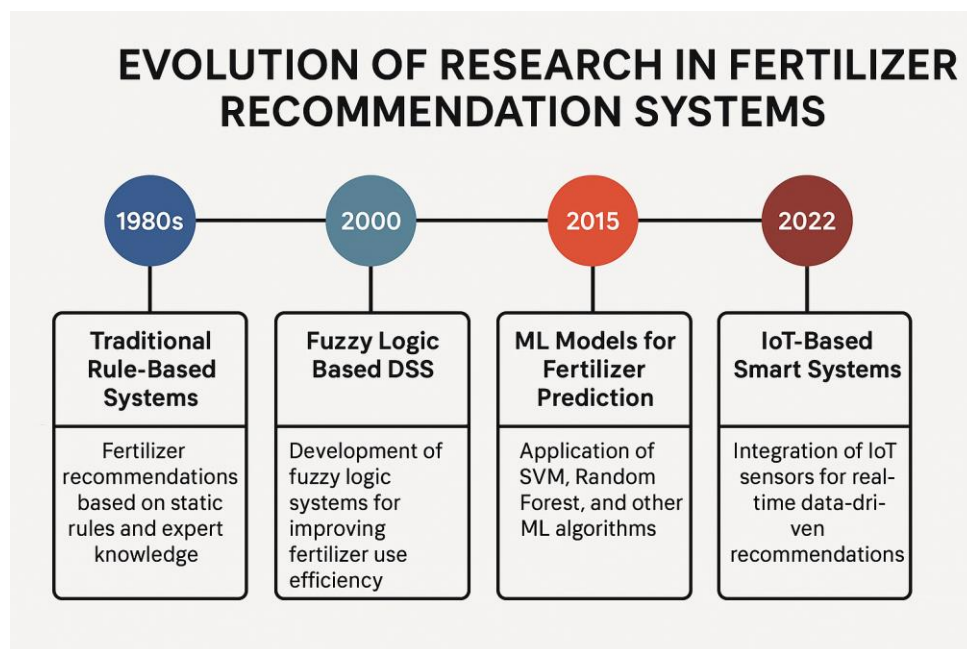 EVOLUTION OF RESEARCH IN FERTILIZER
RECOMMENDATION SYSTEMS
1980s
2000
2015
2022
Traditional
Rule-Based
Systems
Fertilizer
recommendations
based on static
rules and expert
knowledge
Fuzzy Logic
Based DSS
Development of
fuzzy logic
systems for
improving
fertilizer use
efficiency
ML Models for
Fertilizer
Prediction
Application of
SVM, Random
Forest, and other
ML algorithms
IoT-Based
Smart Systems
Integration of IoT
sensors for real-
time data-dri-
ven
recommendations